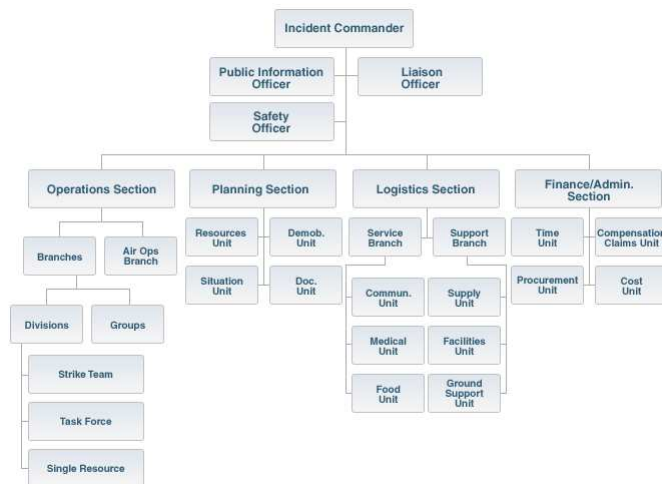 Incident Commander
Public Information
Officer
Liaison
Officer
Safety
Officer
Operations Section
Planning Section
Logistics Section
Finance/Admin.
Section
Branches
Air Ops
Branch
Resources
Unit
Demob.
Unit
Service
Branch
Support
Branch
Time
Unit
Compensation
Claims Unit
Situation
Unit
Doc.
Unit
Procurement
Unit
Cost
Unit
Divisions
Groups
Commun.
Unit
Supply
Unit
Medical
Unit
Facilities
Unit
Food
Unit
Ground
Support
Unit
Strike Team
Task Force
Single Resource